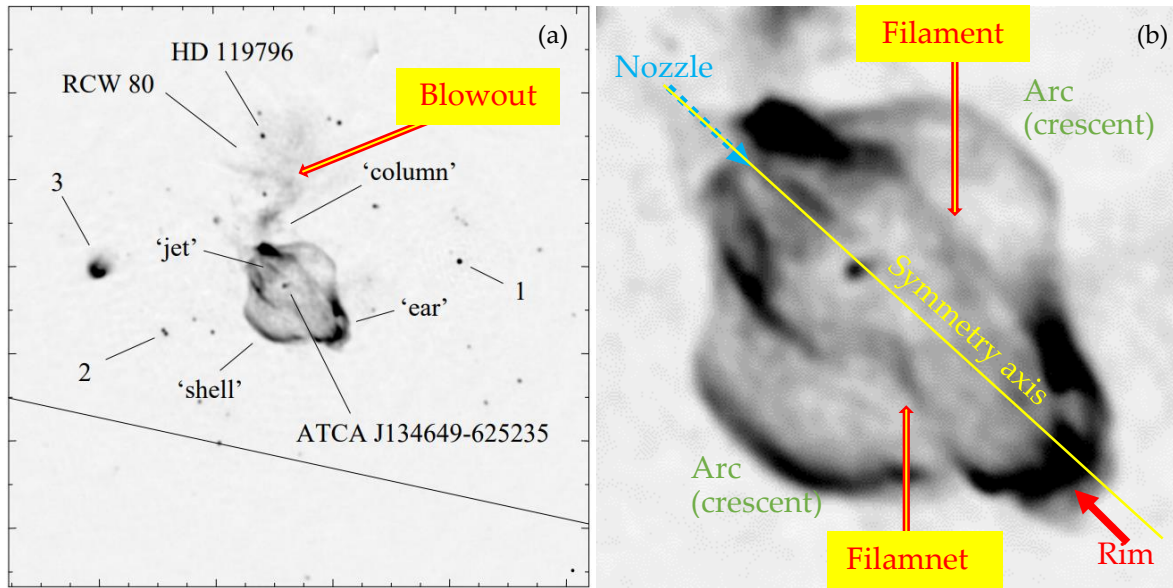 (a)
HD 119796
RCW 80
Blowout
'column'
3
'jet'
1
'ear'
2
'shell'
ATCA J134649-625235
(b)
Filament
Nozzle
Arc
(crescent)
Symmetry axis
Arc
(crescent)
Filamnet
Rim